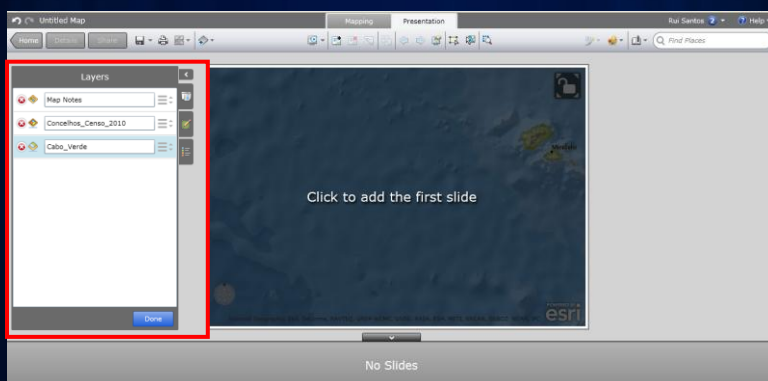 Untitled Map
Mapping
Presentation
Rui Santos
Help
Home
Details
Share
Find Places
Layers
Map Notes
Concelhos_Censo_2010
Cabo_Verde
Click to add the first slide
esri
Done
No Slides